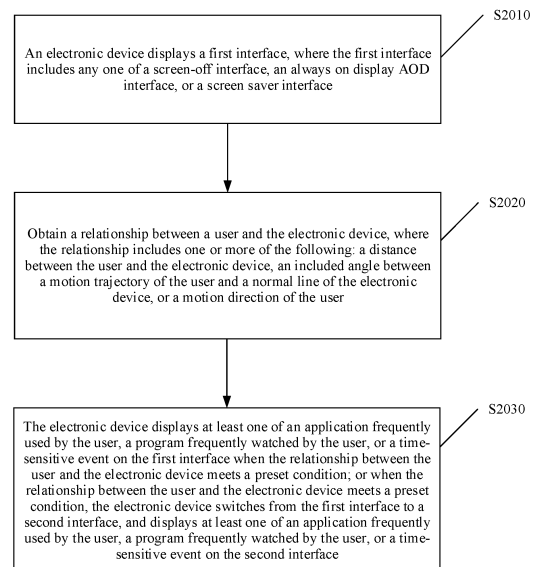 S2010
An electronic device displays a first interface, where the first interface
includes any one of a screen-off interface, an always on display AOD
interface, or a screen saver interface
S2020
Obtain a relationship between a user and the electronic device, where
the relationship includes one or more of the following: a distance
between the user and the electronic device, an included angle between
a motion trajectory of the user and a normal line of the electronic
device, or a motion direction of the user
S2030
The electronic device displays at least one of an application frequently
used by the user, a program frequently watched by the user, or a time-
sensitive event on the first interface when the relationship between the
user and the electronic device meets a preset condition; or when the
relationship between the user and the electronic device meets a preset
condition, the electronic device switches from the first interface to a
second interface, and displays at least one of an application frequently
used by the user, a program frequently watched by the user, or a time-
sensitive event on the second interface